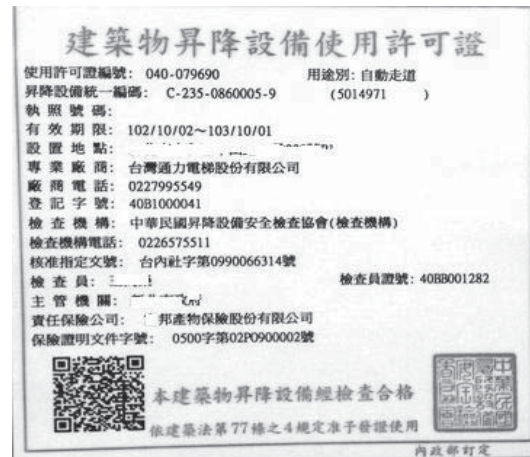 建築物昇降設備使用許可證
使用許可證編號: 040-079690 用途別: 自動走道
昇降設備統一編碼: C-235-0860005-9 (5014971 )
執照號碼:
有效期限: 102/10/02~103/10/01
設置地點:
專業廠商: 台灣通力電梯股份有限公司
廠商電話: 0227995549
登記字號: 40B1000041
檢查機構: 中華民國昇降設備安全檢查協會(檢查機構)
檢查機構電話: 0226575511
核准指定文號: 台內社字第0990066314號
檢查員: 檢查員證號: 40BB001282
主管機關:
責任保險公司: 邦產物保險股份有限公司
保險證明文件字號: 0500字第02P0900002號
本建築物昇降設備經檢查合格
依建築法第77條之4規定准予發證使用
內政部訂定